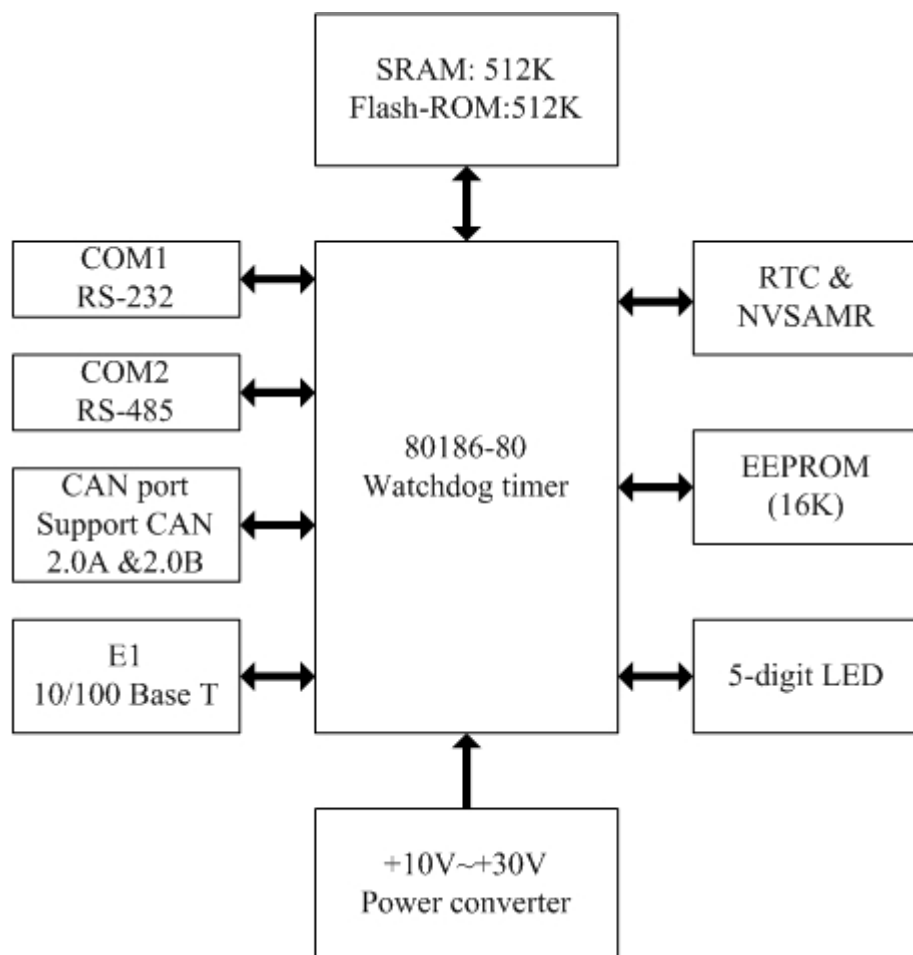 SRAM: 512K
Flash-ROM:512K
COM1
RS-232
COM2
RS-485
CAN port
Support CAN
2.0A &2.0B
E1
10/100 Base T
80186-80
Watchdog timer
RTC &
NVSAMR
EEPROM
(16K)
5-digit LED
+10V~+30V
Power converter